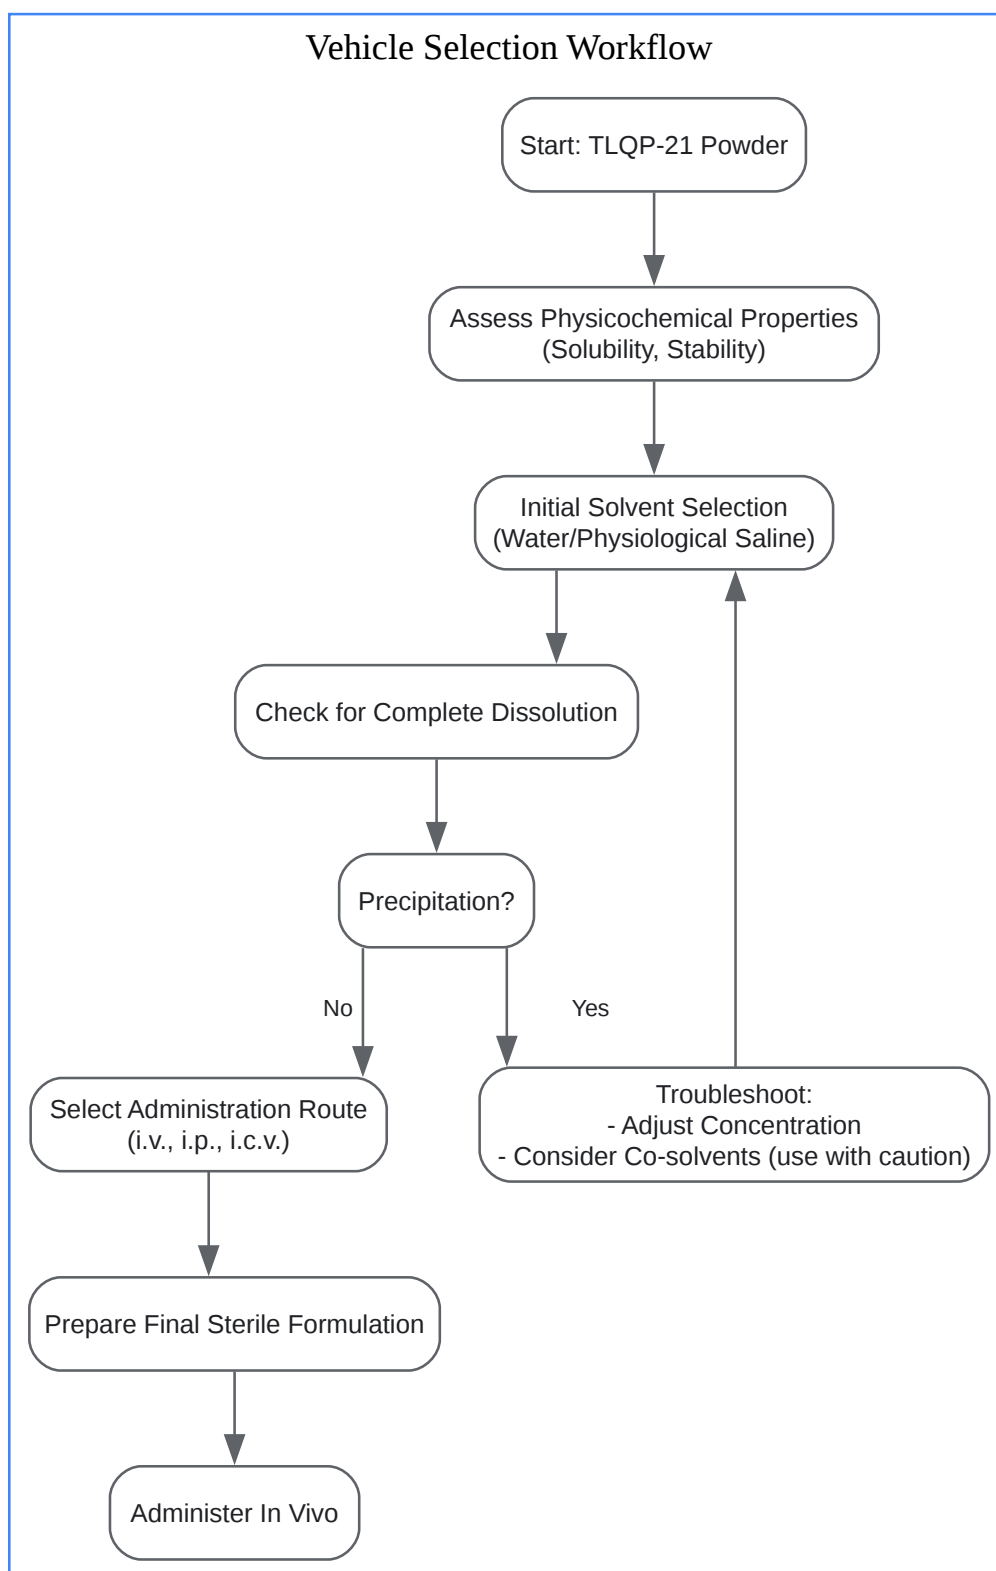 Vehicle Selection Workflow
Start: TLQP-21 Powder
Assess Physicochemical Properties
(Solubility, Stability)
Initial Solvent Selection
(Water/Physiological Saline)
Check for Complete Dissolution
Precipitation?
No
Yes
Select Administration Route
(i.v., i.p., i.c.v.)
Troubleshoot:
- Adjust Concentration
- Consider Co-solvents (use with caution)
Prepare Final Sterile Formulation
Administer In Vivo